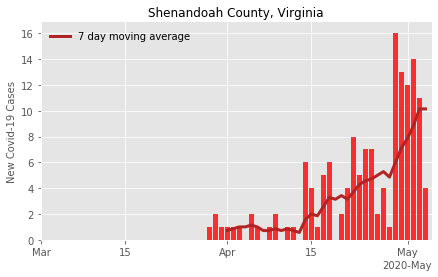 Shenandoah County, Virginia
7 day moving average
New Covid-19 Cases
16
14
12
10
8
6
4
2
0
Mar 15 Apr 15 May
2020-May